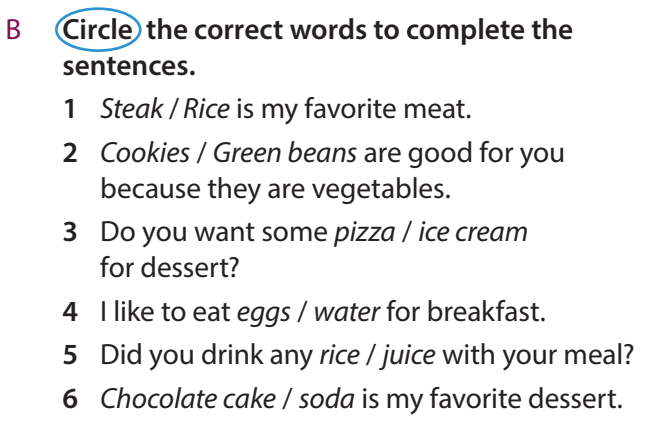 B Circle the correct words to complete the
sentences.
1 Steak / Rice is my favorite meat.
2 Cookies / Green beans are good for you
because they are vegetables.
3 Do you want some pizza / ice cream
for dessert?
4 I like to eat eggs / water for breakfast.
5 Did you drink any rice / juice with your meal?
6 Chocolate cake / soda is my favorite dessert.